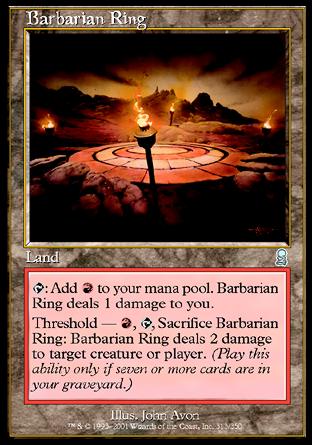 Barbarian Ring
Land
: Add to your mana pool. Barbarian
Ring deals 1 damage to you.
Threshold — , , Sacrifice Barbarian
Ring: Barbarian Ring deals 2 damage
to target creature or player. (Play this
ability only if seven or more cards are in
your graveyard.)
Illus. John Avon
™ & © 1993–2001 Wizards of the Coast, Inc. 313/350